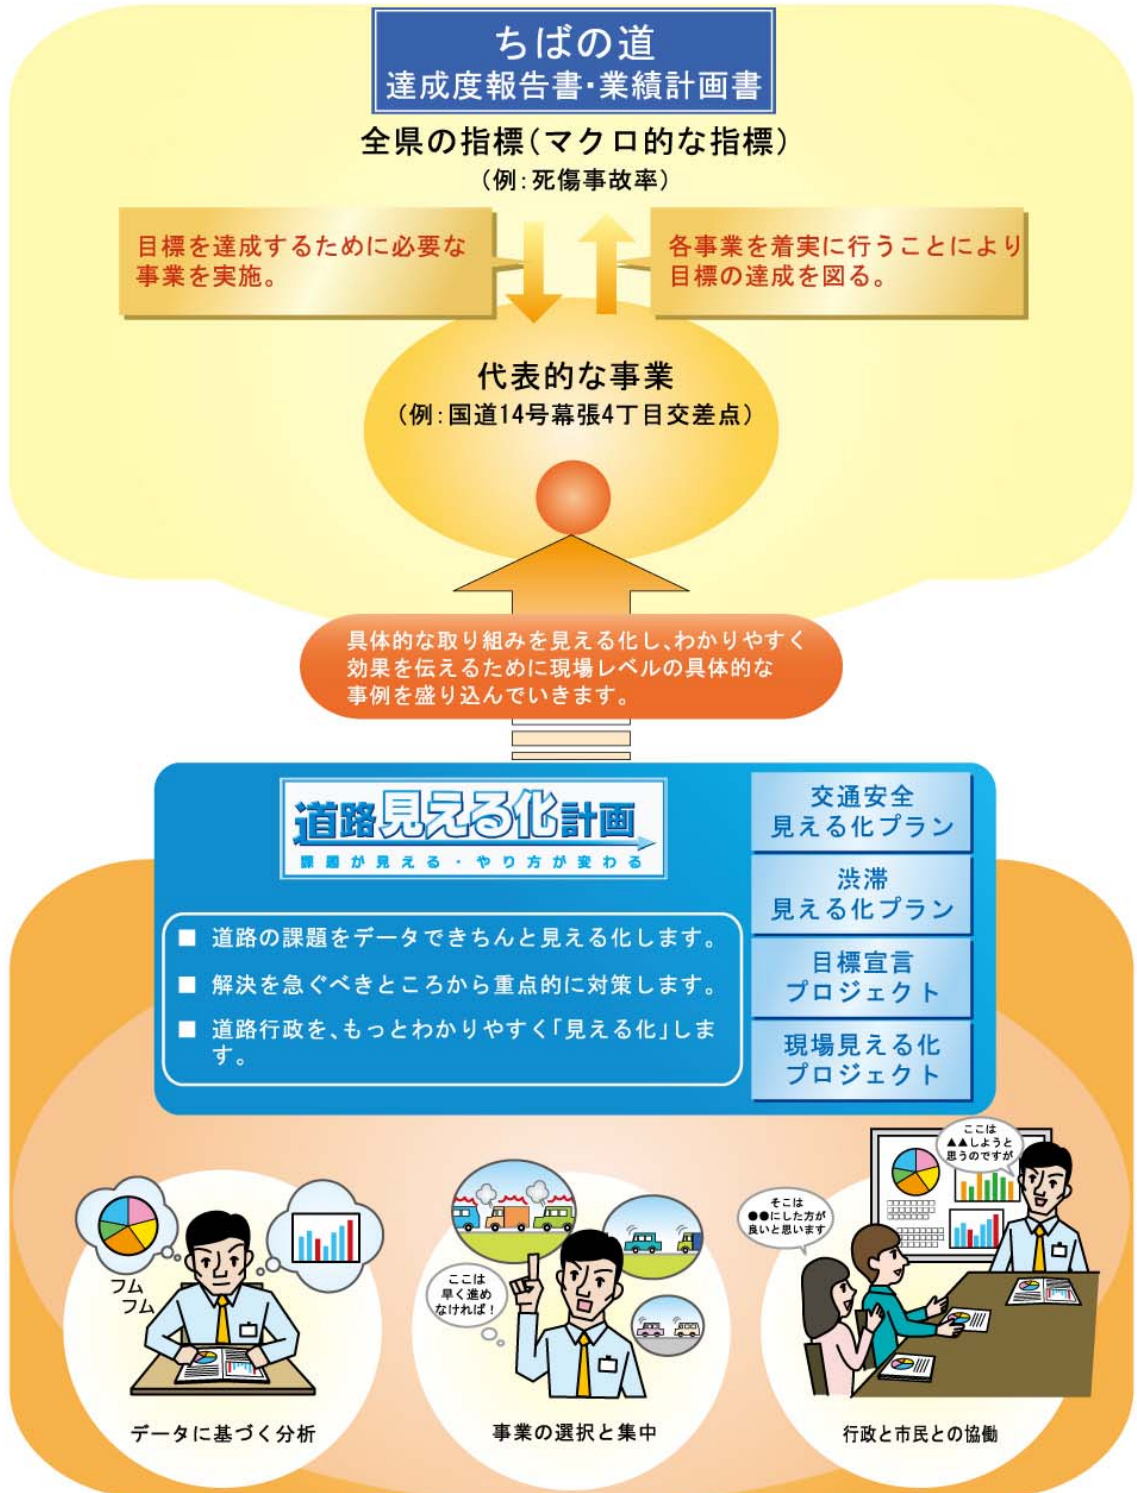 ちばの道
達成度報告書・業績計画書
全県の指標(マクロ的な指標)
(例:死傷事故率)
目標を達成するために必要な
事業を実施。
各事業を着実に行うことにより
目標の達成を図る。
代表的な事業
(例:国道14号幕張4丁目交差点)
具体的な取り組みを見える化し、わかりやすく
効果を伝えるために現場レベルの具体的な
事例を盛り込んでいきます。
道路見える化計画
課題が見える・やり方が変わる
■ 道路の課題をデータできちんと見える化します。
■ 解決を急ぐべきところから重点的に対策します。
■ 道路行政を、もっとわかりやすく「見える化」しま
す。
交通安全
見える化プラン
渋滞
見える化プラン
目標宣言
プロジェクト
現場見える化
プロジェクト
フム
フム
データに基づく分析
ここは
早く進め
なければ!
事業の選択と集中
ここは
▲▲しようと
思うのですが
そこは
●●にした方が
良いと思います
行政と市民との協働